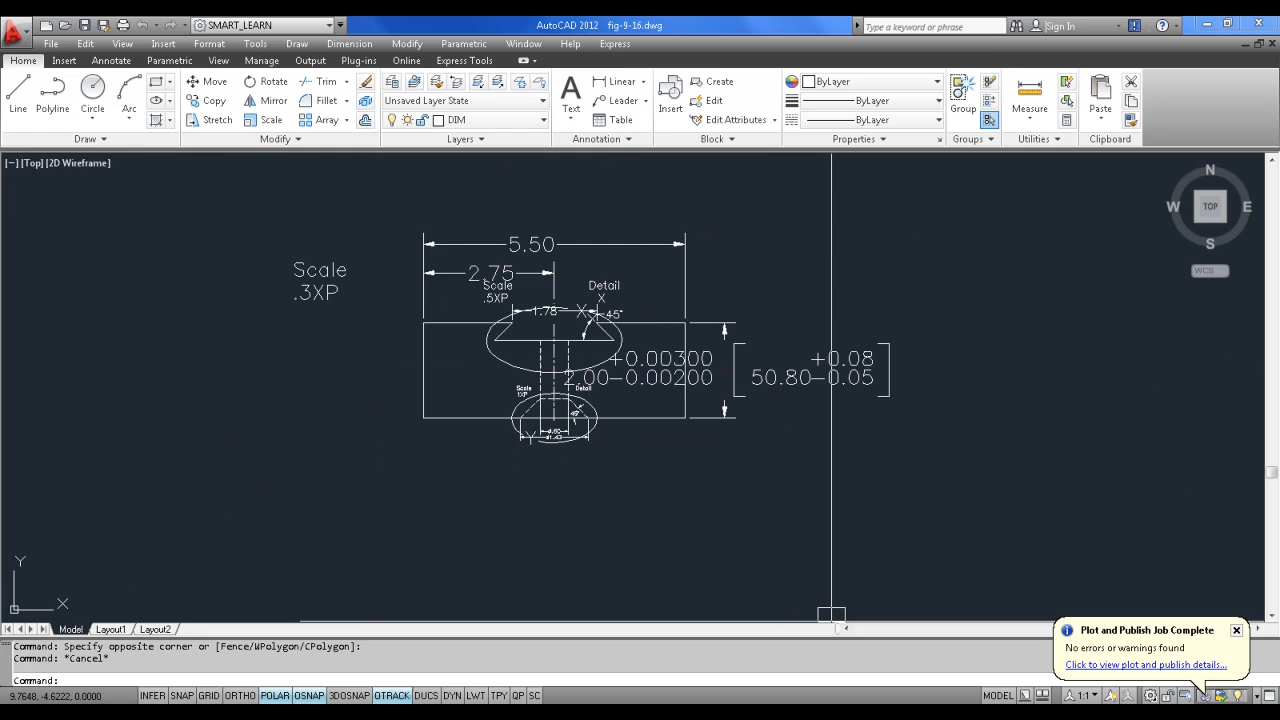 SMART_LEARN
AutoCAD 2012 fig-9-16.dwg
Type a keyword or phrase
Sign In
File Edit View Insert Format Tools Draw Dimension Modify Parametric Window Help Express
Home Insert Annotate Parametric View Manage Output Plug-ins Online Express Tools
Line Polyline Circle Arc
Move Rotate Trim
Copy Mirror Fillet
Stretch Scale Array
Unsaved Layer State
DIM
Text
Linear
Leader
Table
Insert
Create
Edit
Edit Attributes
ByLayer
ByLayer
ByLayer
Group
Measure
Paste
Draw Modify Layers Annotation Block Properties Groups Utilities Clipboard
[−] [Top] [2D Wireframe]
N
W TOP E
S
WCS
5.50
2.75
Scale
.3XP
Scale
.5XP
Detail
X
1.78
X
45°
+0.00300
2.00-0.00200
+0.08
50.80-0.05
Scale
1XP
Detail
45°
Y
Y
X
Model Layout1 Layout2
Command: Specify opposite corner or [Fence/WPolygon/CPolygon]:
Command: *Cancel*
Command:
Plot and Publish Job Complete
No errors or warnings found
Click to view plot and publish details...
9.7648, -4.6222, 0.0000
INFER SNAP GRID ORTHO POLAR OSNAP 3DOSNAP OTRACK DUCS DYN LWT TPY QP SC
MODEL
1:1